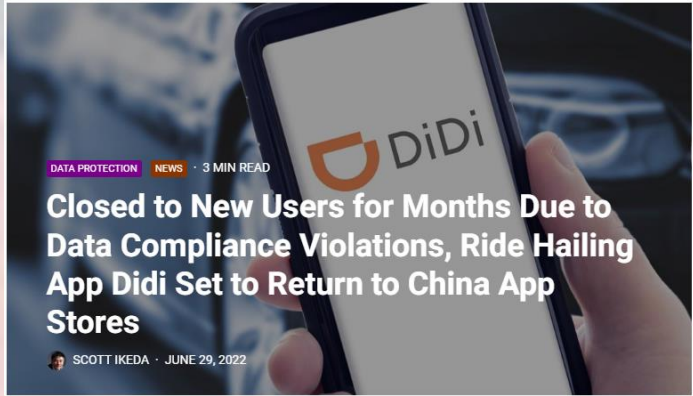 DiDi
DATA PROTECTION NEWS · 3 MIN READ
Closed to New Users for Months Due to
Data Compliance Violations, Ride Hailing
App Didi Set to Return to China App
Stores
SCOTT IKEDA · JUNE 29, 2022